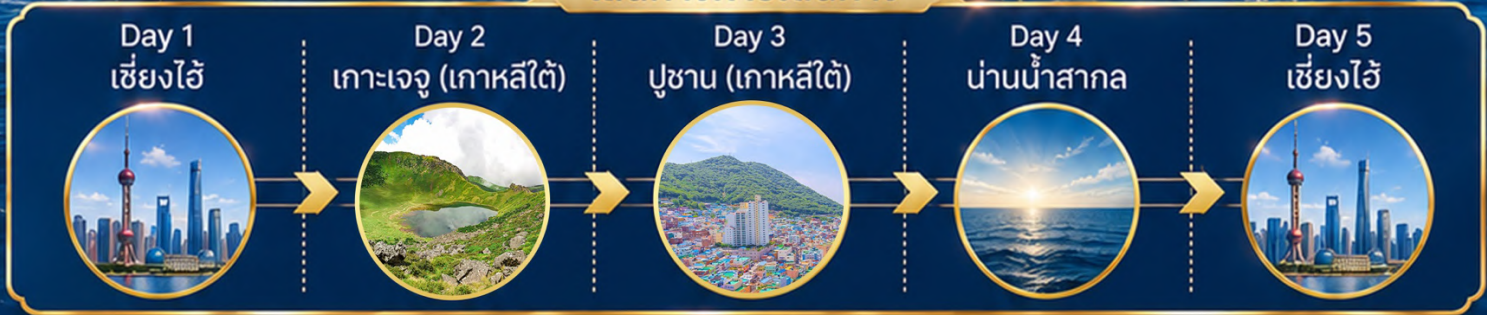 Day 1
เซี่ยงไฮ้
Day 2
เกาะเจจู (เกาหลีใต้)
Day 3
ปูซาน (เกาหลีใต้)
Day 4
น่านน้ำสากล
Day 5
เซี่ยงไฮ้